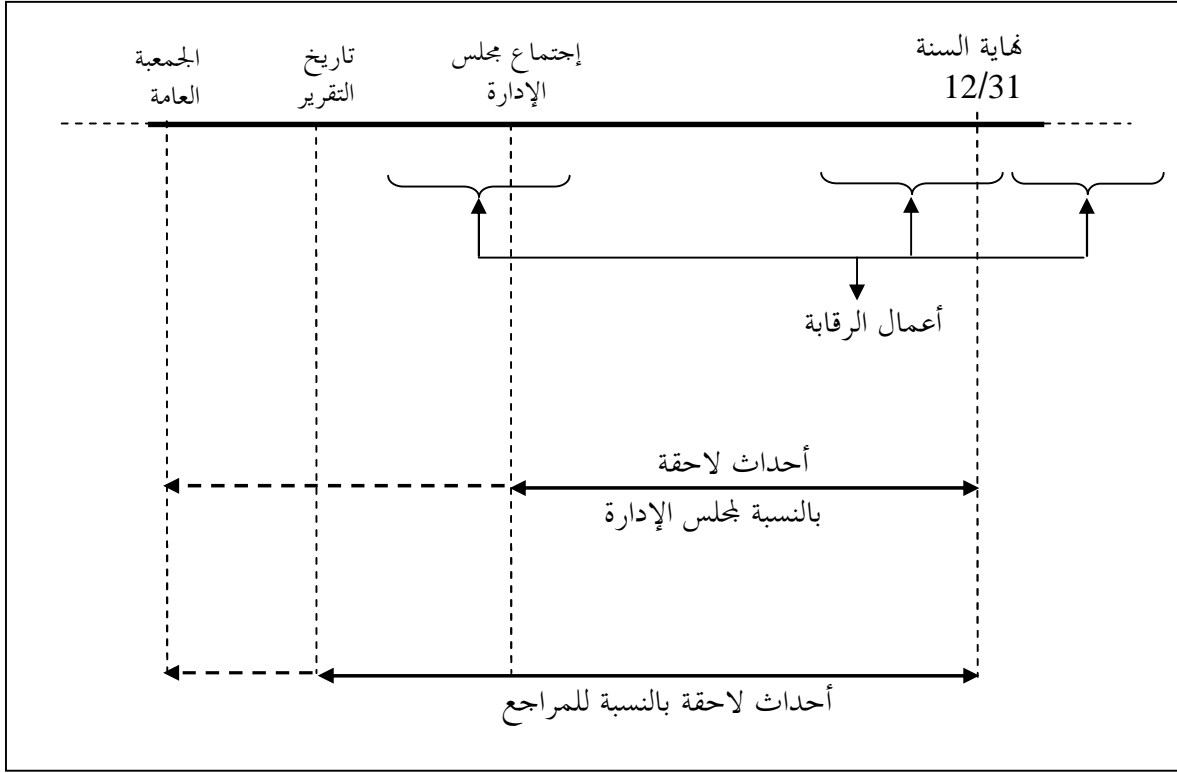 نهاية السنة
12/31
إجتماع مجلس
الإدارة
تاريخ
التقرير
الجمعية
العامة
أعمال الرقابة
أحداث لاحقة
بالنسبة لمجلس الإدارة
أحداث لاحقة بالنسبة للمراجع